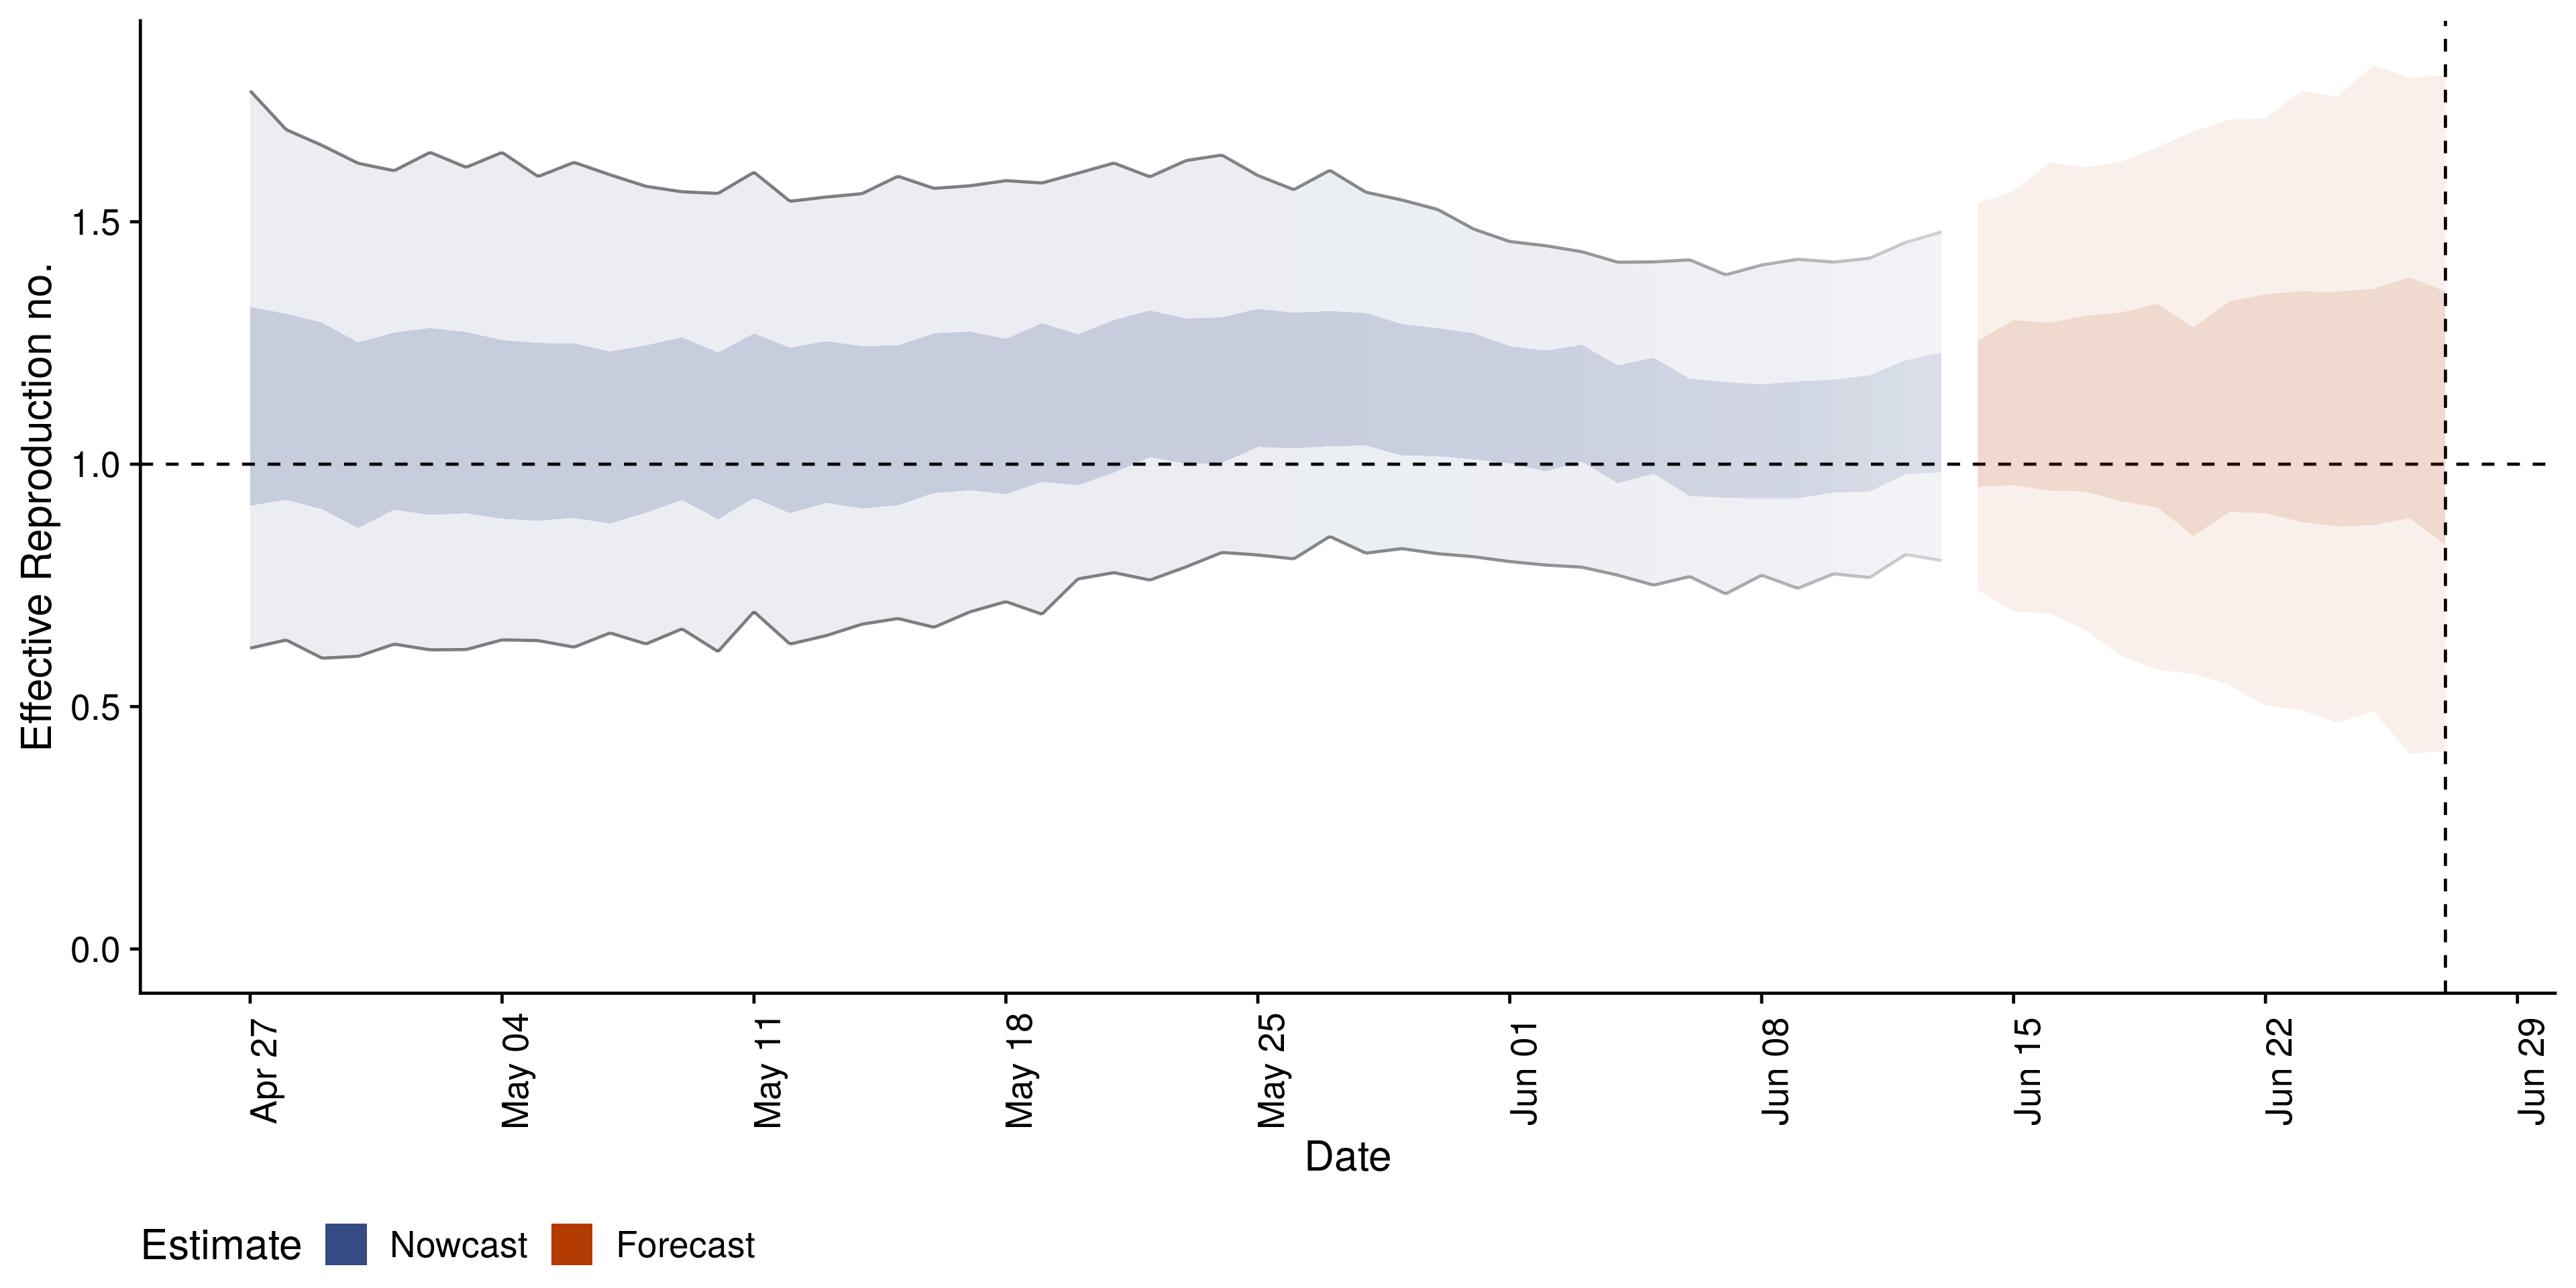 Effective Reproduction no.
1.5
1.0
0.5
0.0
Apr 27
May 04
May 11
May 18
May 25
Jun 01
Jun 08
Jun 15
Jun 22
Jun 29
Date
Estimate Nowcast Forecast